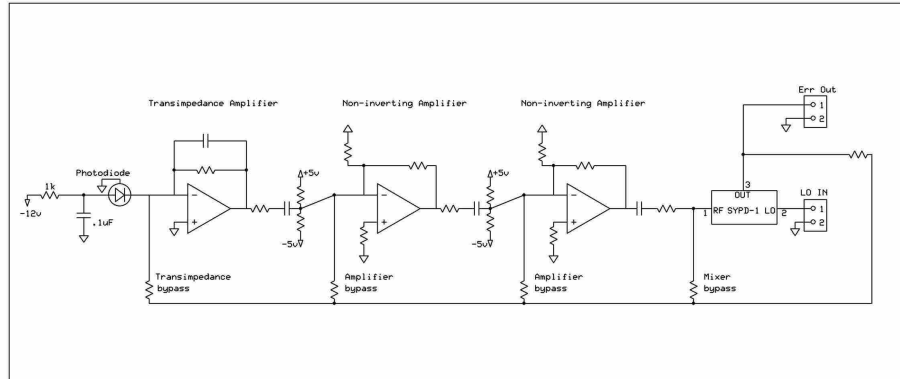 Transimpedance Amplifier
Non-inverting Amplifier
Non-inverting Amplifier
Err Out
1
2
Photodiode
1k
-12v
.1uF
+5v
-5v
+5v
-5v
3
OUT
1
RF SYPD-1 LO
2
LO IN
1
2
Transimpedance
bypass
Amplifier
bypass
Amplifier
bypass
Mixer
bypass